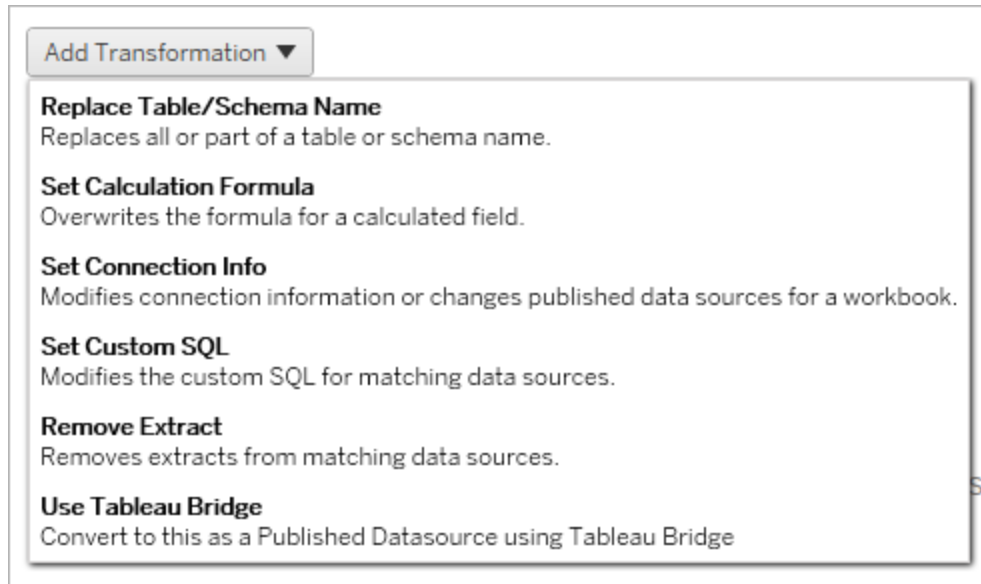 Add Transformation ▼
Replace Table/Schema Name
Replaces all or part of a table or schema name.
Set Calculation Formula
Overwrites the formula for a calculated field.
Set Connection Info
Modifies connection information or changes published data sources for a workbook.
Set Custom SQL
Modifies the custom SQL for matching data sources.
Remove Extract
Removes extracts from matching data sources.
Use Tableau Bridge
Convert to this as a Published Datasource using Tableau Bridge